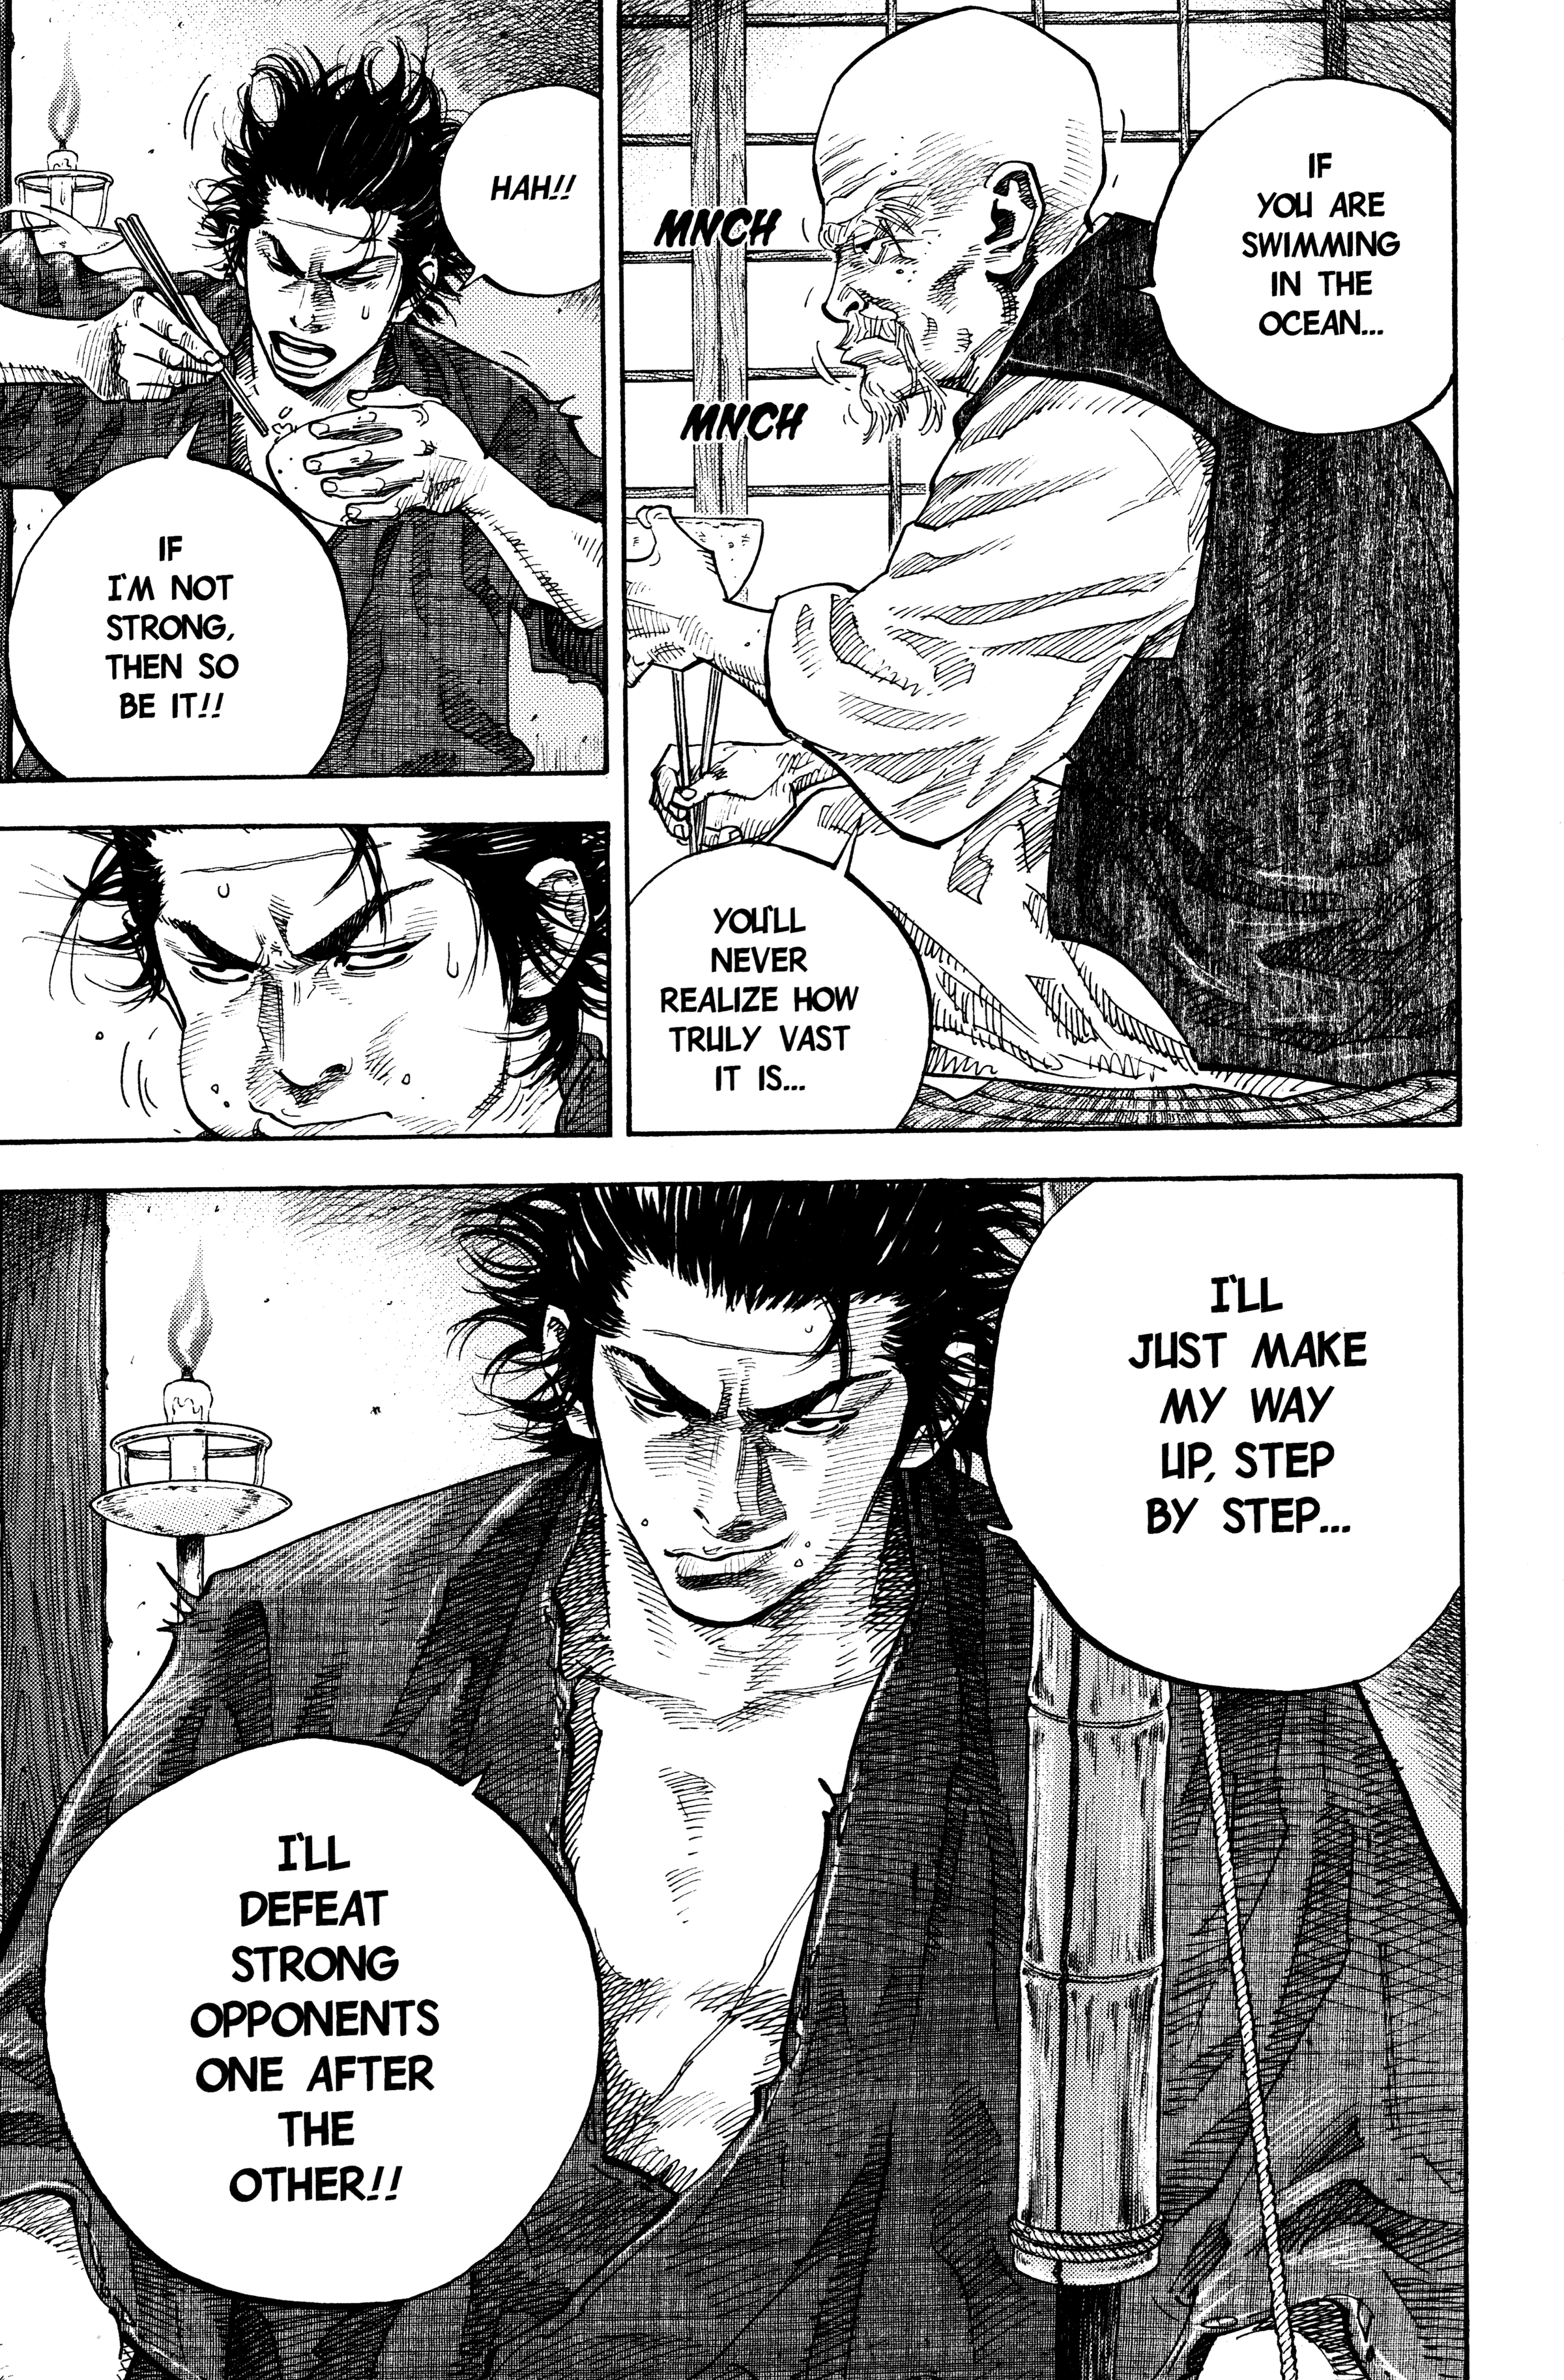 IF
YOU ARE
SWIMMING
IN THE
OCEAN...
MNCH
MNCH
YOU'LL
NEVER
REALIZE HOW
TRULY VAST
IT IS...
HAH!!
IF
I'M NOT
STRONG,
THEN SO
BE IT!!
I'LL
JUST MAKE
MY WAY
UP, STEP
BY STEP...
I'LL
DEFEAT
STRONG
OPPONENTS
ONE AFTER
THE
OTHER!!